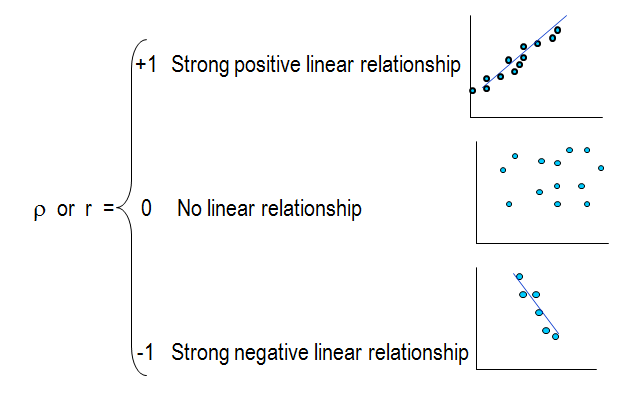 +1 Strong positive linear relationship
ρ or r = 0 No linear relationship
-1 Strong negative linear relationship